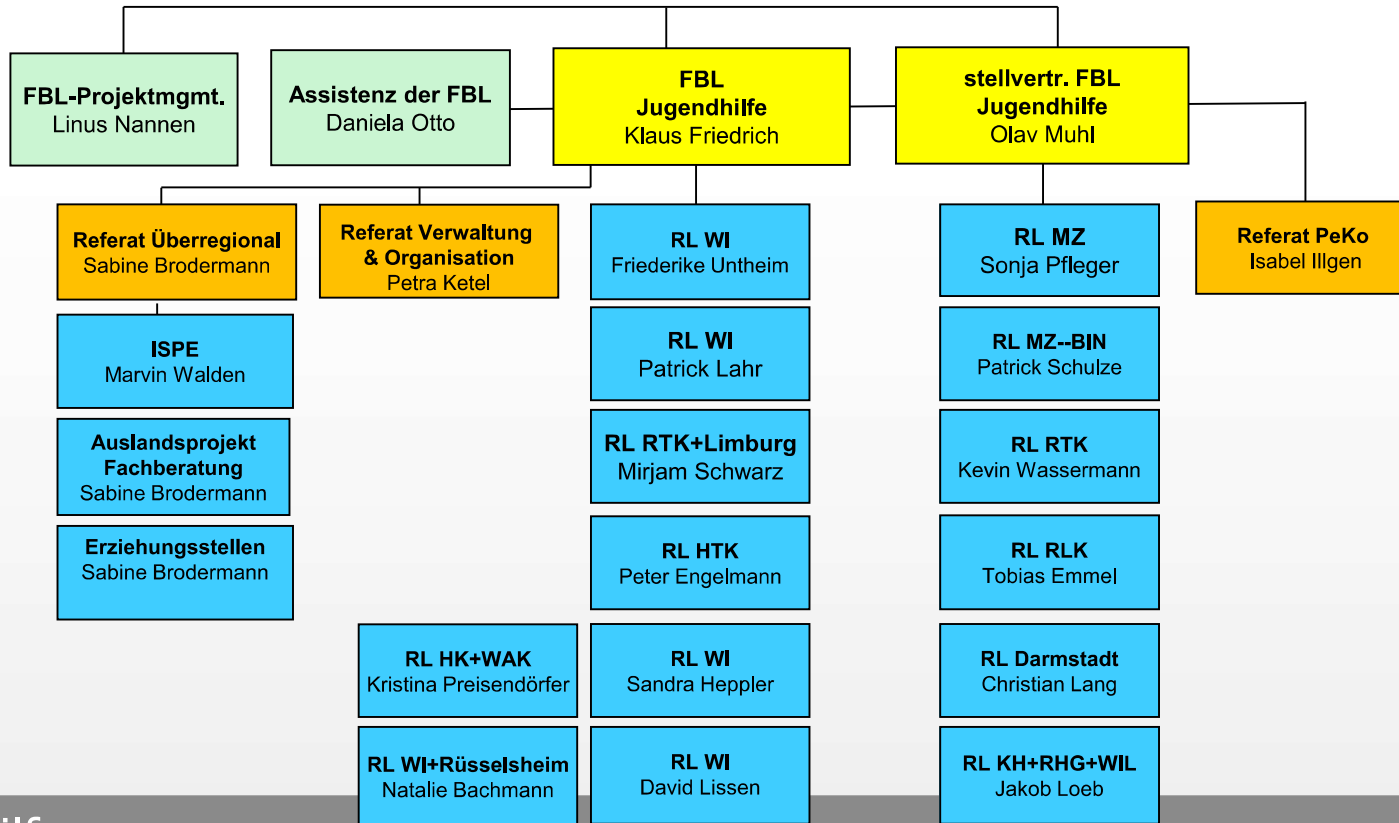 FBL-Projektmgmt.
Linus Nannen
Assistenz der FBL
Daniela Otto
FBL
Jugendhilfe
Klaus Friedrich
stellvertr. FBL
Jugendhilfe
Olav Muhl
Referat Überregional
Sabine Brodermann
Referat Verwaltung
& Organisation
Petra Ketel
RL WI
Friederike Untheim
RL MZ
Sonja Pfleger
Referat PeKo
Isabel Illgen
ISPE
Marvin Walden
RL WI
Patrick Lahr
RL MZ--BIN
Patrick Schulze
Auslandsprojekt
Fachberatung
Sabine Brodermann
RL RTK+Limburg
Mirjam Schwarz
RL RTK
Kevin Wassermann
Erziehungsstellen
Sabine Brodermann
RL HTK
Peter Engelmann
RL RLK
Tobias Emmel
RL HK+WAK
Kristina Preisendörfer
RL WI
Sandra Heppler
RL Darmstadt
Christian Lang
RL WI+Rüsselsheim
Natalie Bachmann
RL WI
David Lissen
RL KH+RHG+WIL
Jakob Loeb